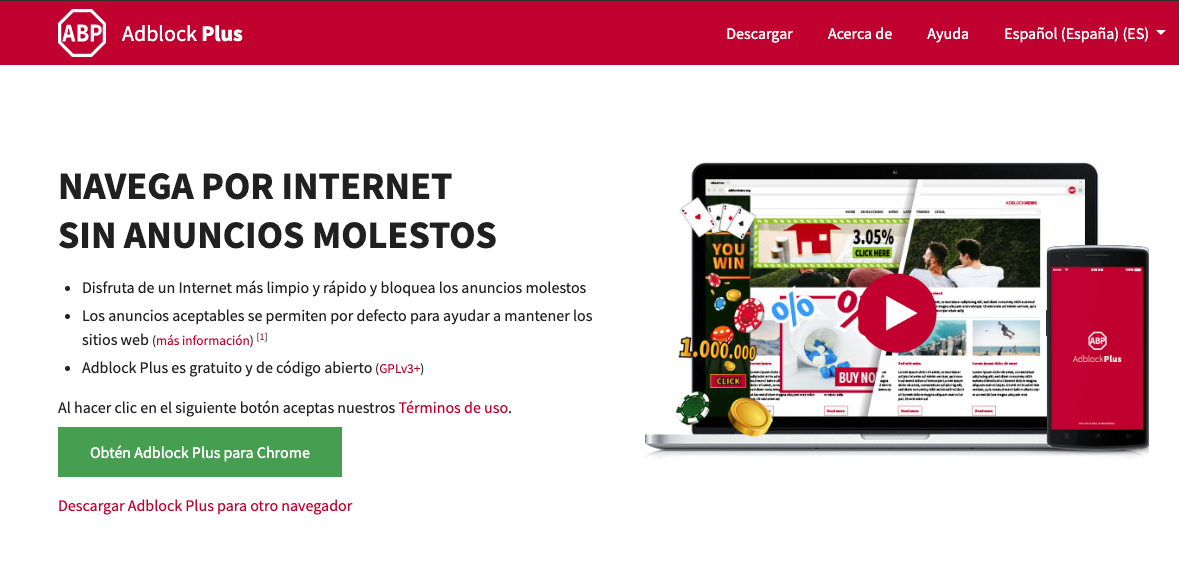 ABP Adblock Plus
Descargar Acerca de Ayuda Español (España) (ES)
NAVEGA POR INTERNET
SIN ANUNCIOS MOLESTOS
Disfruta de un Internet más limpio y rápido y bloquea los anuncios molestos
Los anuncios aceptables se permiten por defecto para ayudar a mantener los
sitios web (más información) [1]
Adblock Plus es gratuito y de código abierto (GPLv3+)
Al hacer clic en el siguiente botón aceptas nuestros Términos de uso.
Obtén Adblock Plus para Chrome
Descargar Adblock Plus para otro navegador
YOU
WIN
1.000.000
CLICK
3.05%
CLICK HERE
%
%
BUY NO
Read more
Read more
ABP
AdblockPlus